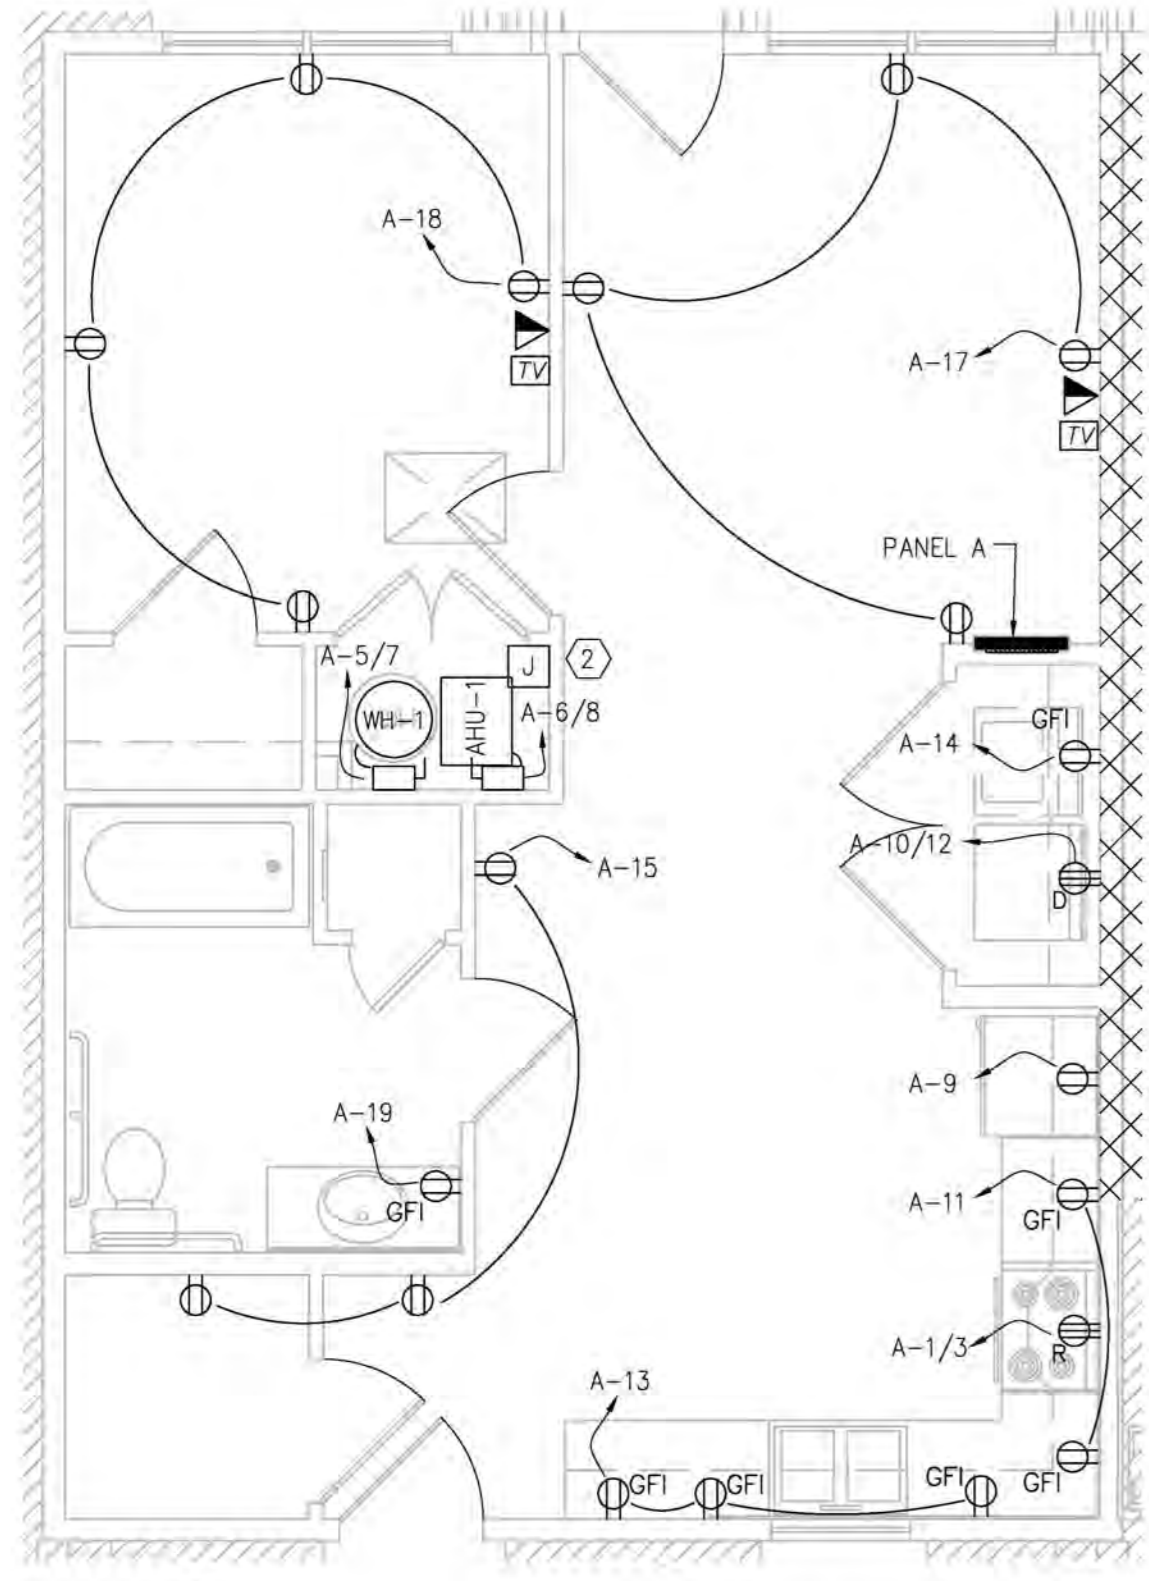 A-18
TV
A-17
TV
PANEL A
A-5/7
J
2
WH-1
AHU-1
A-6/8
GFI
A-14
A-10/12
D
A-15
A-9
A-19
GFI
A-11
GFI
A-1/3
R
A-13
GFI
GFI
GFI
GFI